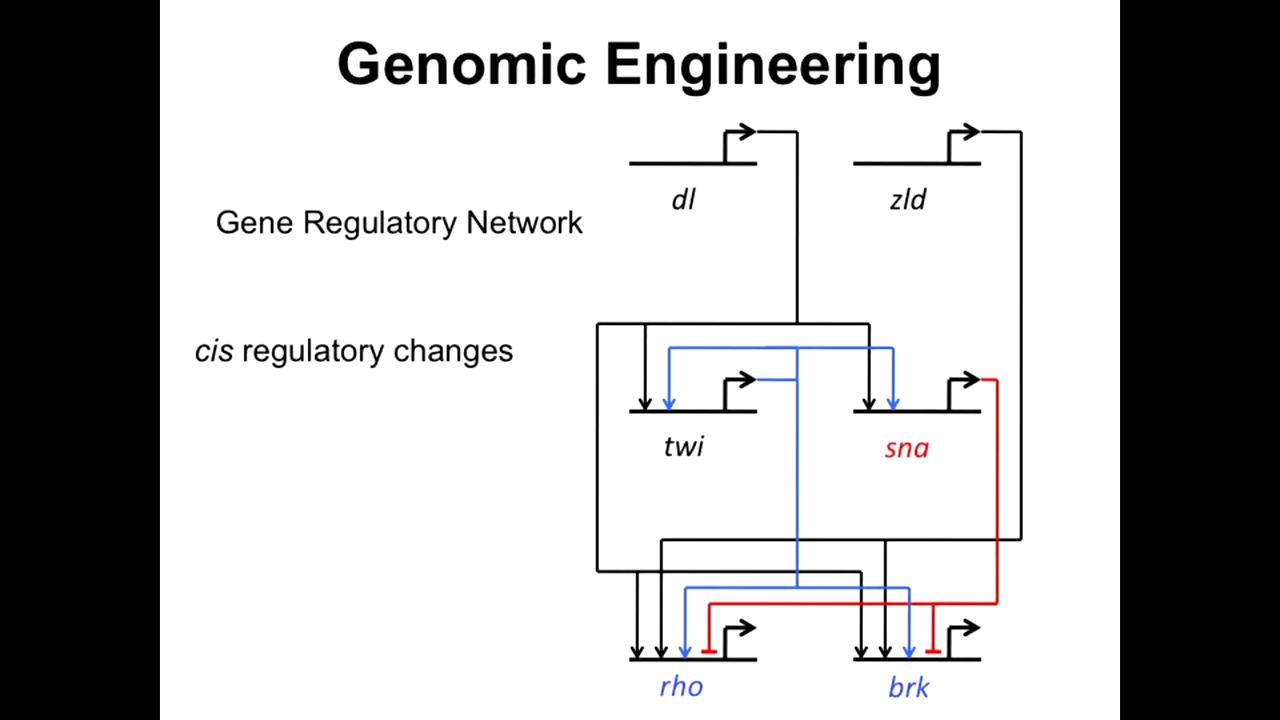 Genomic Engineering
dl
zld
Gene Regulatory Network
cis regulatory changes
twi
sna
rho
brk